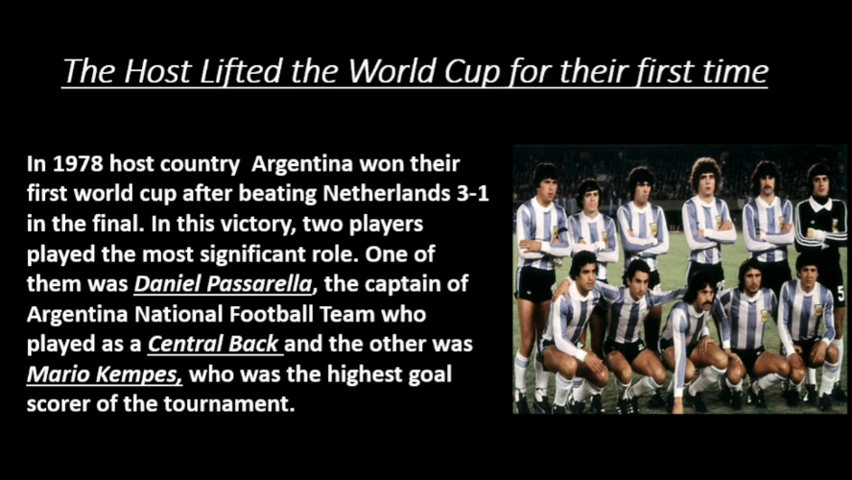 The Host Lifted the World Cup for their first time
In 1978 host country  Argentina won their
first world cup after beating Netherlands 3-1
in the final. In this victory, two players
played the most significant role. One of
them was Daniel Passarella, the captain of
Argentina National Football Team who
played as a Central Back and the other was
Mario Kempes, who was the highest goal
scorer of the tournament.
5